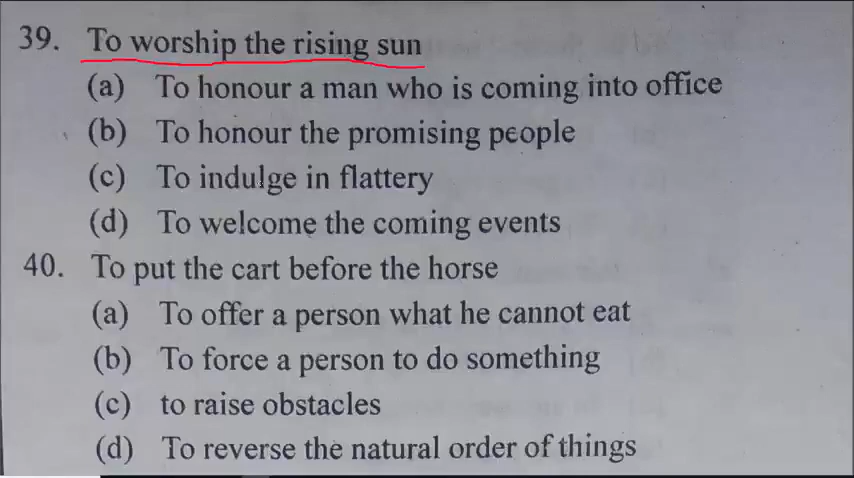 39. To worship the rising sun
(a) To honour a man who is coming into office
(b) To honour the promising people
(c) To indulge in flattery
(d) To welcome the coming events
40. To put the cart before the horse
(a) To offer a person what he cannot eat
(b) To force a person to do something
(c) to raise obstacles
(d) To reverse the natural order of things